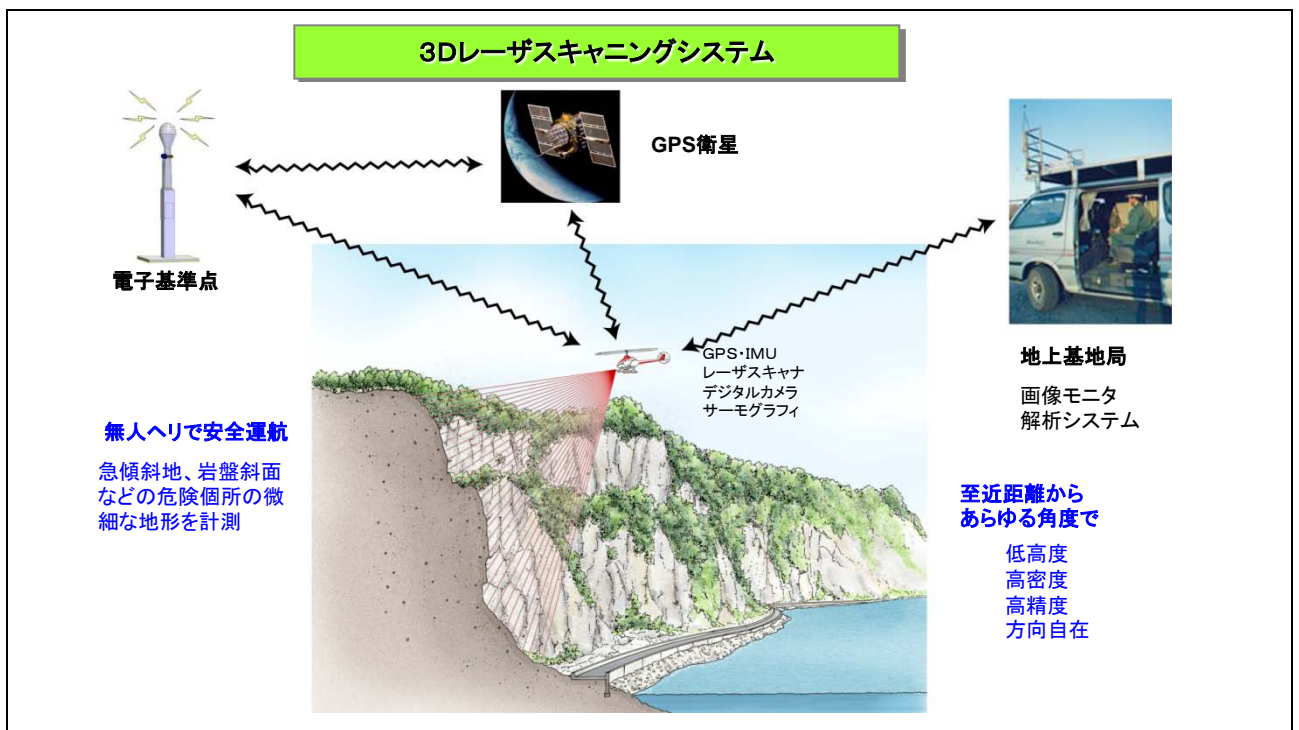 3Dレーザスキャニングシステム
GPS衛星
電子基準点
GPS・IMU
レーザスキャナ
デジタルカメラ
サーモグラフィ
地上基地局
画像モニタ
解析システム
無人ヘリで安全運航
急傾斜地、岩盤斜面
などの危険個所の微
細な地形を計測
至近距離から
あらゆる角度で
低高度
高密度
高精度
方向自在